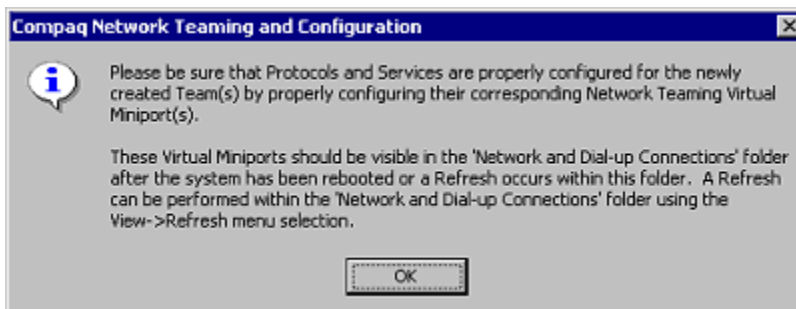 Compaq Network Teaming and Configuration
Please be sure that Protocols and Services are properly configured for the newly
created Team(s) by properly configuring their corresponding Network Teaming Virtual
Miniport(s).
These Virtual Miniports should be visible in the 'Network and Dial-up Connections' folder
after the system has been rebooted or a Refresh occurs within this folder.  A Refresh
can be performed within the 'Network and Dial-up Connections' folder using the
View->Refresh menu selection.
OK